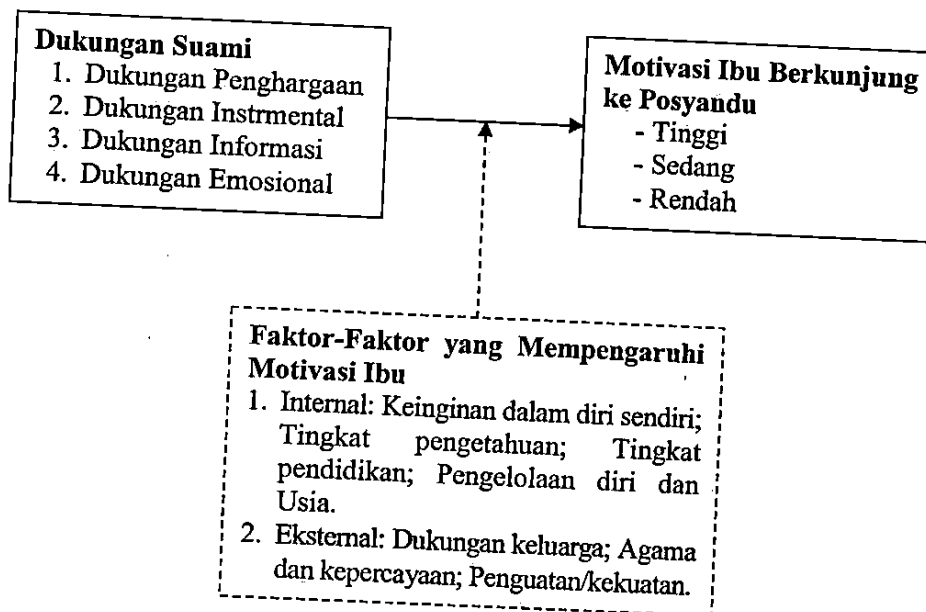 Dukungan Suami
1. Dukungan Penghargaan
2. Dukungan Instrmental
3. Dukungan Informasi
4. Dukungan Emosional
Motivasi Ibu Berkunjung
ke Posyandu
- Tinggi
- Sedang
- Rendah
Faktor-Faktor yang Mempengaruhi
Motivasi Ibu
1. Internal: Keinginan dalam diri sendiri;
Tingkat pengetahuan; Tingkat
pendidikan; Pengelolaan diri dan
Usia.
2. Eksternal: Dukungan keluarga; Agama
dan kepercayaan; Penguatan/kekuatan.